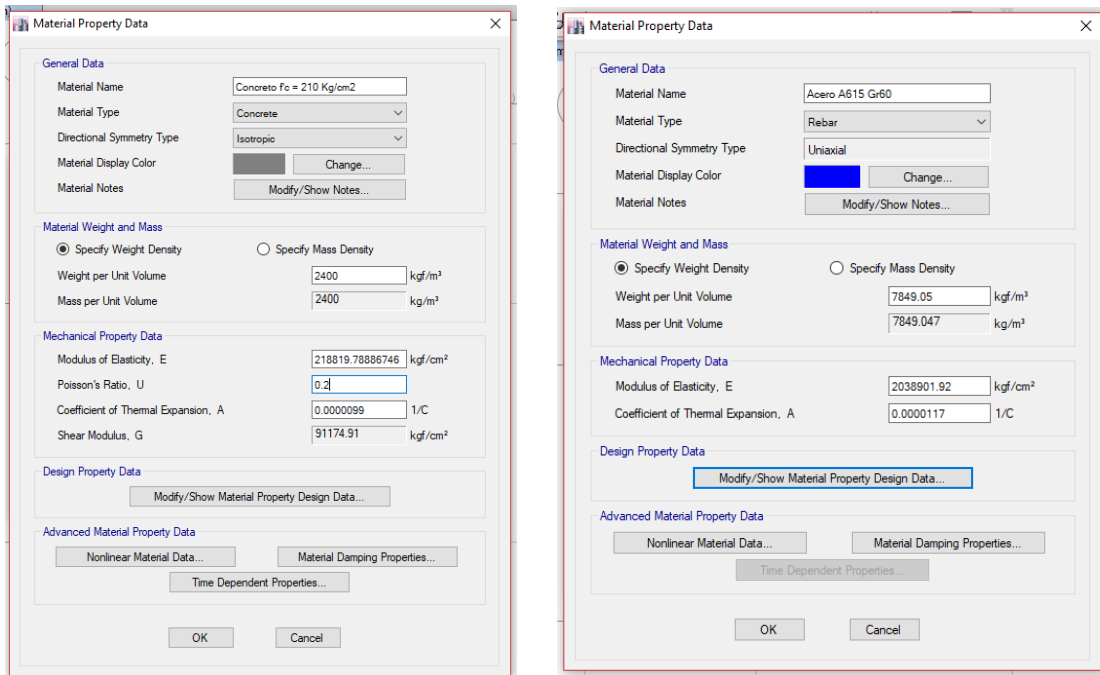 Material Property Data
General Data
Material Name Concreto f'c = 210 Kg/cm2
Material Type Concrete
Directional Symmetry Type Isotropic
Material Display Color Change...
Material Notes Modify/Show Notes...
Material Weight and Mass
Specify Weight Density Specify Mass Density
Weight per Unit Volume 2400 kgf/m³
Mass per Unit Volume 2400 kg/m³
Mechanical Property Data
Modulus of Elasticity, E 218819.78886746 kgf/cm²
Poisson's Ratio, U 0.2
Coefficient of Thermal Expansion, A 0.0000099 1/C
Shear Modulus, G 91174.91 kgf/cm²
Design Property Data
Modify/Show Material Property Design Data...
Advanced Material Property Data
Nonlinear Material Data... Material Damping Properties...
Time Dependent Properties...
OK Cancel
Material Property Data
General Data
Material Name Acero A615 Gr60
Material Type Rebar
Directional Symmetry Type Uniaxial
Material Display Color Change...
Material Notes Modify/Show Notes...
Material Weight and Mass
Specify Weight Density Specify Mass Density
Weight per Unit Volume 7849.05 kgf/m³
Mass per Unit Volume 7849.047 kg/m³
Mechanical Property Data
Modulus of Elasticity, E 2038901.92 kgf/cm²
Coefficient of Thermal Expansion, A 0.0000117 1/C
Design Property Data
Modify/Show Material Property Design Data...
Advanced Material Property Data
Nonlinear Material Data... Material Damping Properties...
Time Dependent Properties...
OK Cancel